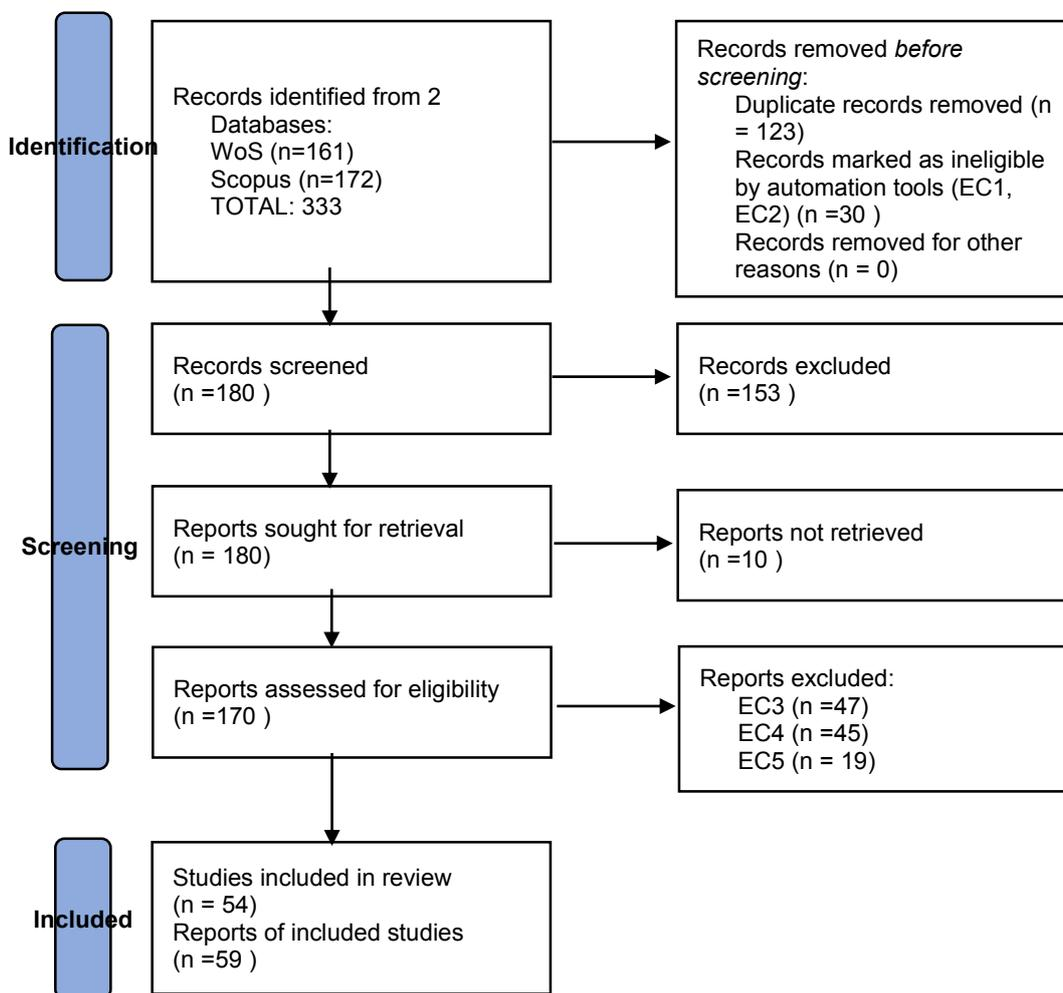 Identification
Records identified from 2
Databases:
WoS (n=161)
Scopus (n=172)
TOTAL: 333
Records removed before
screening:
Duplicate records removed (n
= 123)
Records marked as ineligible
by automation tools (EC1,
EC2) (n =30 )
Records removed for other
reasons (n = 0)
Screening
Records screened
(n =180 )
Records excluded
(n =153 )
Reports sought for retrieval
(n = 180)
Reports not retrieved
(n =10 )
Reports assessed for eligibility
(n =170 )
Reports excluded:
EC3 (n =47)
EC4 (n =45)
EC5 (n = 19)
Included
Studies included in review
(n = 54)
Reports of included studies
(n =59 )